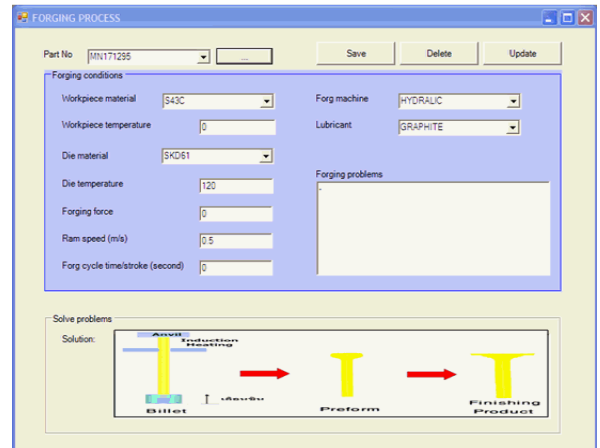 FORGING PROCESS
Part No MN171295 ... Save Delete Update
Forging conditions
Workpiece material S43C Forg machine HYDRALIC
Workpiece temperature 0 Lubricant GRAPHITE
Die material SKD61
Forging problems
Die temperature 120 -
Forging force 0
Ram speed (m/s) 0.5
Forg cycle time/stroke (second) 0
Solve problems
Solution:
Anvil
Induction
Heating
Billet
Preform
Finishing
Product